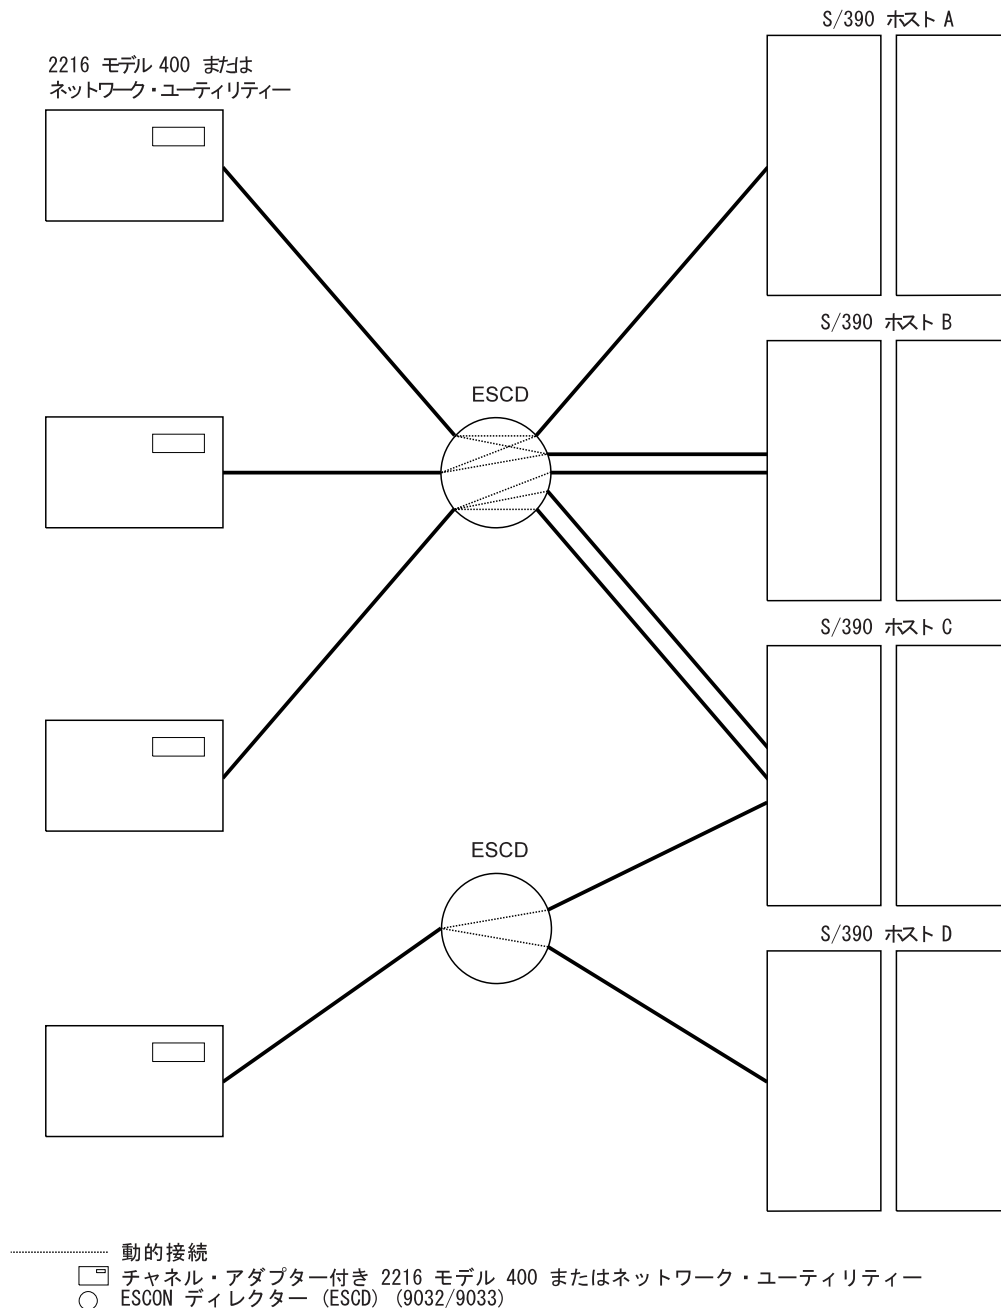 S/390 ホスト A
2216 モデル 400 または
ネットワーク・ユーティリティー
S/390 ホスト B
ESCD
S/390 ホスト C
ESCD
S/390 ホスト D
動的接続
チャネル・アダプター付き 2216 モデル 400 またはネットワーク・ユーティリティー
ESCON ディレクター (ESCD) (9032/9033)